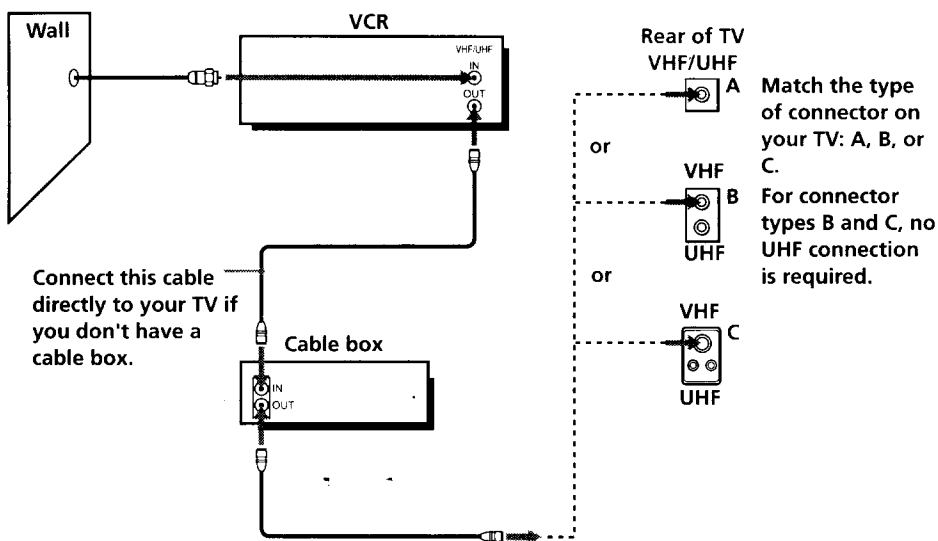 Wall
VCR
VHF/UHF
IN
OUT
Rear of TV
VHF/UHF
A
Match the type
of connector on
your TV: A, B, or
C.
or
VHF
B
UHF
For connector
types B and C, no
UHF connection
is required.
or
VHF
C
UHF
Connect this cable
directly to your TV if
you don't have a
cable box.
Cable box
IN
OUT